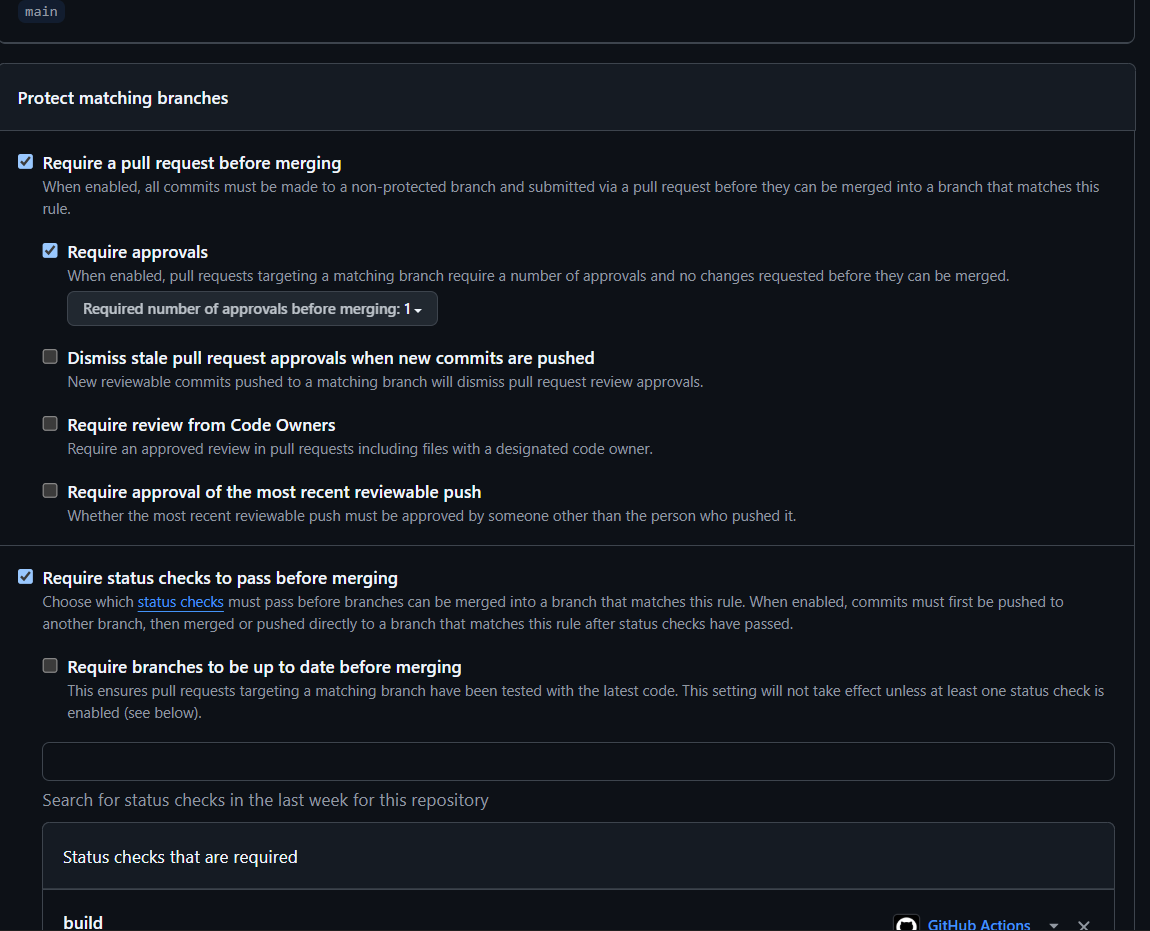 main
Protect matching branches
Require a pull request before merging
When enabled, all commits must be made to a non-protected branch and submitted via a pull request before they can be merged into a branch that matches this
rule.
Require approvals
When enabled, pull requests targeting a matching branch require a number of approvals and no changes requested before they can be merged.
Required number of approvals before merging: 1
Dismiss stale pull request approvals when new commits are pushed
New reviewable commits pushed to a matching branch will dismiss pull request review approvals.
Require review from Code Owners
Require an approved review in pull requests including files with a designated code owner.
Require approval of the most recent reviewable push
Whether the most recent reviewable push must be approved by someone other than the person who pushed it.
Require status checks to pass before merging
Choose which status checks must pass before branches can be merged into a branch that matches this rule. When enabled, commits must first be pushed to
another branch, then merged or pushed directly to a branch that matches this rule after status checks have passed.
Require branches to be up to date before merging
This ensures pull requests targeting a matching branch have been tested with the latest code. This setting will not take effect unless at least one status check is
enabled (see below).
Search for status checks in the last week for this repository
Status checks that are required
build GitHub Actions